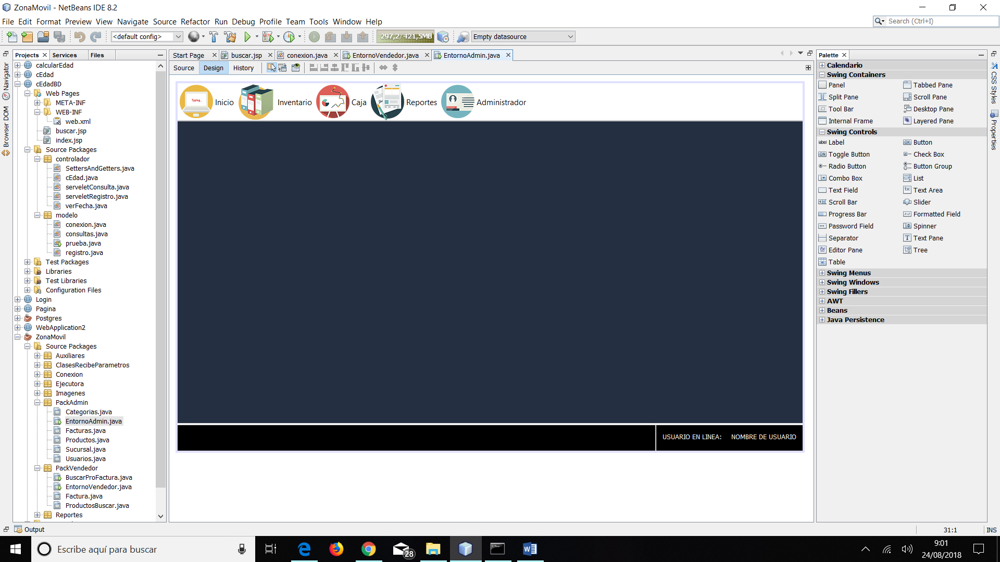 ZonaMovil - NetBeans IDE 8.2
File Edit Format Preview View Navigate Source Refactor Run Debug Profile Team Tools Window Help
Search (Ctrl+I)
<default config>
297,2/421,5MB
Empty datasource
Projects
Services
Files
Navigator
Browser DOM
calcularEdad
cEdad
cEdadBD
Web Pages
META-INF
WEB-INF
web.xml
buscar.jsp
index.jsp
Source Packages
controlador
SettersAndGetters.java
cEdad.java
serveletConsulta.java
serveletRegistro.java
verFecha.java
modelo
conexion.java
consultas.java
prueba.java
registro.java
Test Packages
Libraries
Test Libraries
Configuration Files
Login
Pagina
Postgres
WebApplication2
ZonaMovil
Source Packages
Auxiliares
ClasesRecibeParametros
Conexion
Ejecutora
Imagenes
PackAdmin
Categorias.java
EntornoAdmin.java
Facturas.java
Productos.java
Sucursal.java
Usuarios.java
PackVendedor
BuscarProFactura.java
EntornoVendedor.java
Factura.java
ProductosBuscar.java
Reportes
Start Page
buscar.jsp
conexion.java
EntornoVendedor.java
EntornoAdmin.java
Source Design History
Typing...
Inicio
Inventario
Caja
Reportes
Administrador
USUARIO EN LINEA: NOMBRE DE USUARIO
Palette
Calendario
Swing Containers
Panel Tabbed Pane
Split Pane Scroll Pane
Tool Bar Desktop Pane
Internal Frame Layered Pane
Swing Controls
Label Button
Toggle Button Check Box
Radio Button Button Group
Combo Box List
Text Field Text Area
Scroll Bar Slider
Progress Bar Formatted Field
Password Field Spinner
Separator Text Pane
Editor Pane Tree
Table
Swing Menus
Swing Windows
Swing Fillers
AWT
Beans
Java Persistence
CSS Styles
Properties
Output
31:1
INS
Escribe aquí para buscar
28
9:01
24/08/2018